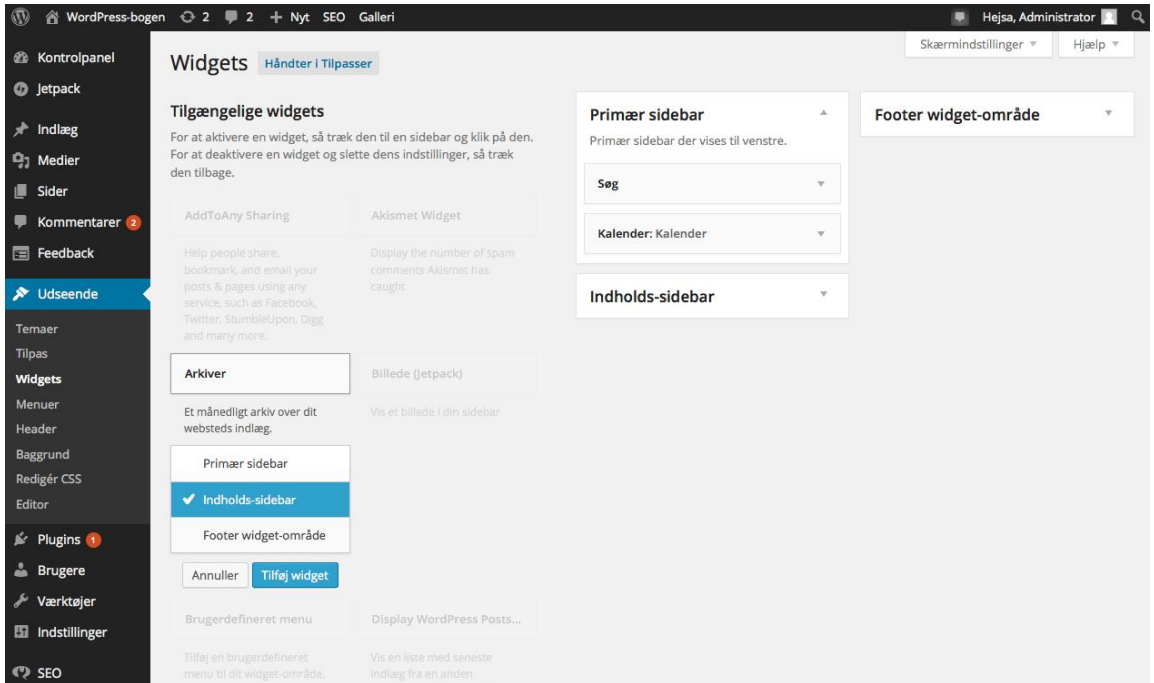 WordPress-bogen 2 2 + Nyt SEO Galleri Hejsa, Administrator
Skærmindstillinger Hjælp
Kontrolpanel
Jetpack
Indlæg
Medier
Sider
Kommentarer 2
Feedback
Udseende
Temaer
Tilpas
Widgets
Menuer
Header
Baggrund
Redigér CSS
Editor
Plugins 1
Brugere
Værktøjer
Indstillinger
SEO
Widgets Håndter i Tilpasser
Tilgængelige widgets
For at aktivere en widget, så træk den til en sidebar og klik på den.
For at deaktivere en widget og slette dens indstillinger, så træk
den tilbage.
AddToAny Sharing
Help people share,
bookmark, and email your
posts & pages using any
service, such as Facebook,
Twitter, StumbleUpon, Digg
and many more.
Akismet Widget
Display the number of spam
comments Akismet has
caught
Arkiver
Et månedligt arkiv over dit
websteds indlæg.
Billede (Jetpack)
Vis et billede i din sidebar
Primær sidebar
Indholds-sidebar
Footer widget-område
Annuller Tilføj widget
Brugerdefineret menu
Tilføj en brugerdefineret
menu til dit widget-område.
Display WordPress Posts...
Vis en liste med seneste
indlæg fra en anden
Primær sidebar
Primær sidebar der vises til venstre.
Søg
Kalender: Kalender
Indholds-sidebar
Footer widget-område